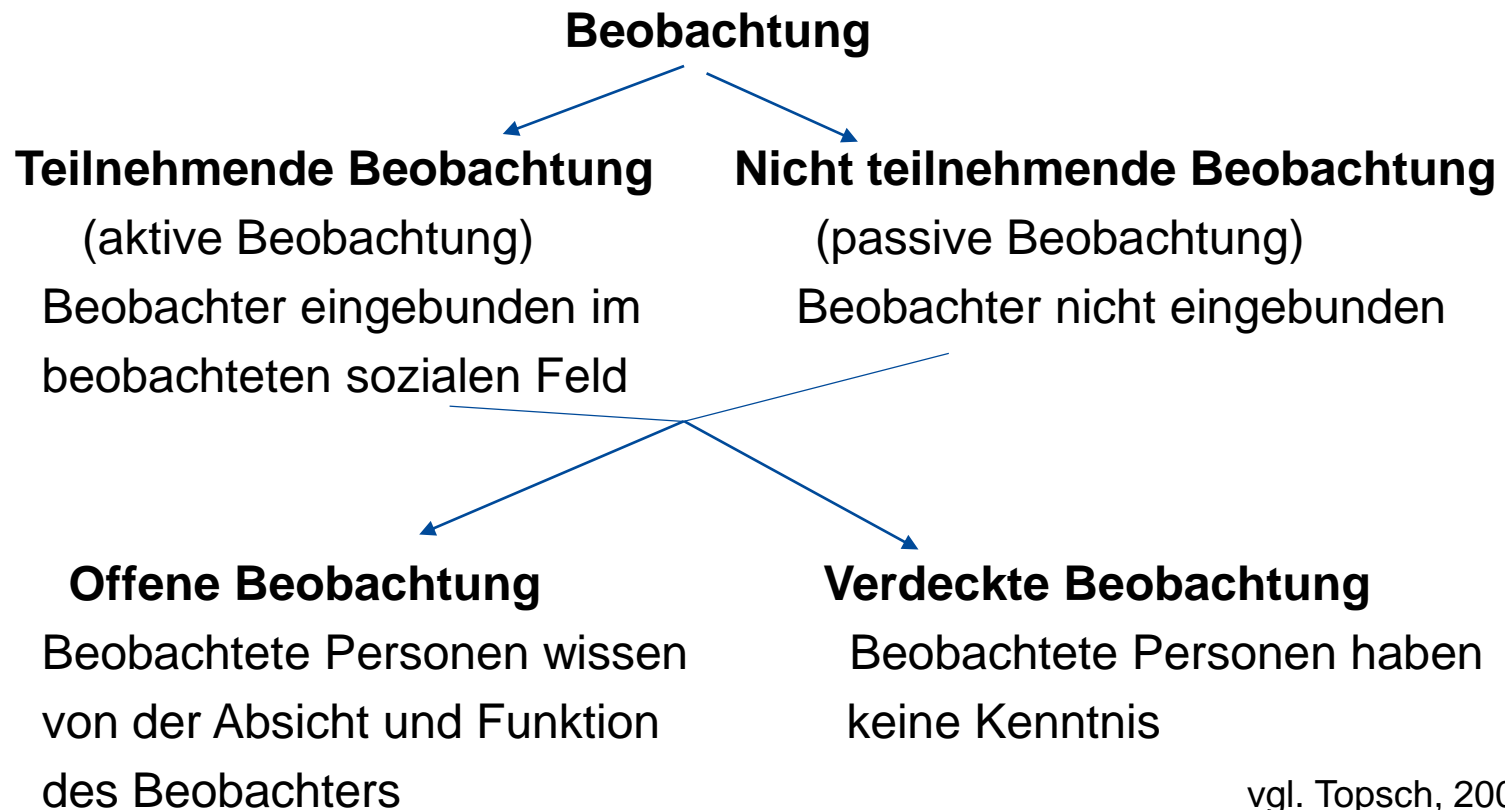 Beobachtung
Teilnehmende Beobachtung
(aktive Beobachtung)
Beobachter eingebunden im
beobachteten sozialen Feld
Nicht teilnehmende Beobachtung
(passive Beobachtung)
Beobachter nicht eingebunden
Offene Beobachtung
Beobachtete Personen wissen
von der Absicht und Funktion
des Beobachters
Verdeckte Beobachtung
Beobachtete Personen haben
keine Kenntnis
vgl. Topsch,